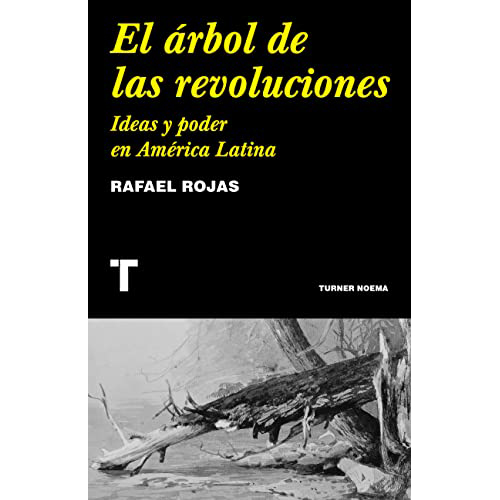 El árbol de
las revoluciones
Ideas y poder
en América Latina
RAFAEL ROJAS
T
TURNER NOEMA